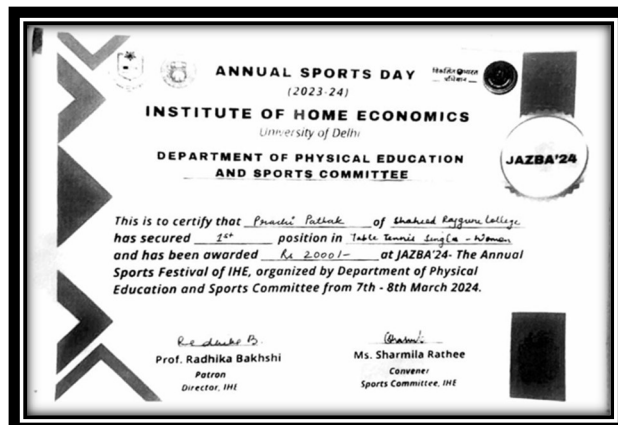 ANNUAL SPORTS DAY
(2023-24)
INSTITUTE OF HOME ECONOMICS
University of Delhi
DEPARTMENT OF PHYSICAL EDUCATION
AND SPORTS COMMITTEE
JAZBA'24
This is to certify that Prachi Pathak of Shaheed Rajguru College
has secured 1st position in Table Tennis Singles - Women
and has been awarded Rs 2000/- at JAZBA'24- The Annual
Sports Festival of IHE, organized by Department of Physical
Education and Sports Committee from 7th - 8th March 2024.
Radhika B.
Prof. Radhika Bakhshi
Patron
Director, IHE
Ms. Sharmila Rathee
Convener
Sports Committee, IHE